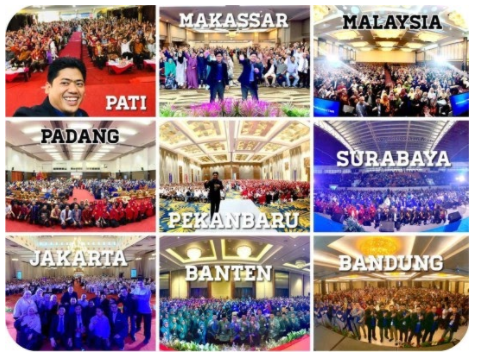 PATI
MAKASSAR
MALAYSIA
PADANG
PEKANBARU
SURABAYA
JAKARTA
BANTEN
BANDUNG